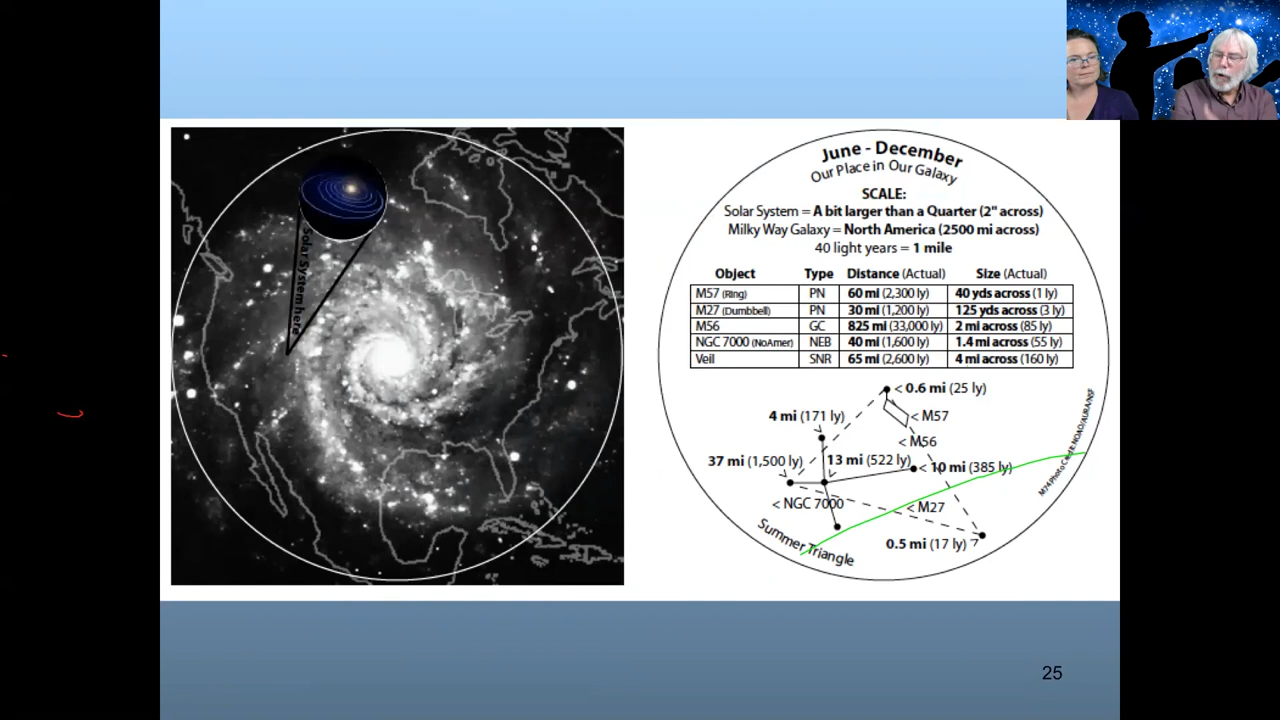 Solar System here
June - December
Our Place in Our Galaxy
SCALE:
Solar System = A bit larger than a Quarter (2" across)
Milky Way Galaxy = North America (2500 mi across)
40 light years = 1 mile
Object Type Distance (Actual) Size (Actual)
M57 (Ring) PN 60 mi (2,300 ly) 40 yds across (1 ly)
M27 (Dumbbell) PN 30 mi (1,200 ly) 125 yds across (3 ly)
M56 GC 825 mi (33,000 ly) 2 mi across (85 ly)
NGC 7000 (NoAmer) NEB 40 mi (1,600 ly) 1.4 mi across (55 ly)
Veil SNR 65 mi (2,600 ly) 4 mi across (160 ly)
< 0.6 mi (25 ly)
4 mi (171 ly)
< M57
< M56
37 mi (1,500 ly)
13 mi (522 ly)
< 10 mi (385 ly)
< NGC 7000
< M27
0.5 mi (17 ly)
Summer Triangle
M74 Photo Credit: NOAO/AURA/NSF
25